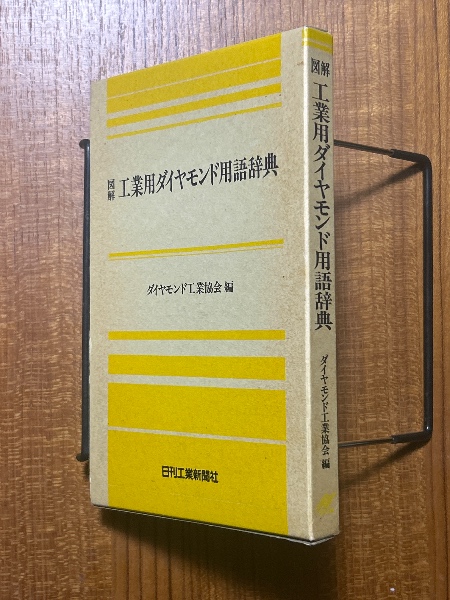 図解 工業用ダイヤモンド用語辞典
ダイヤモンド工業協会 編
日刊工業新聞社
図解 工業用ダイヤモンド用語辞典
ダイヤモンド工業協会 編